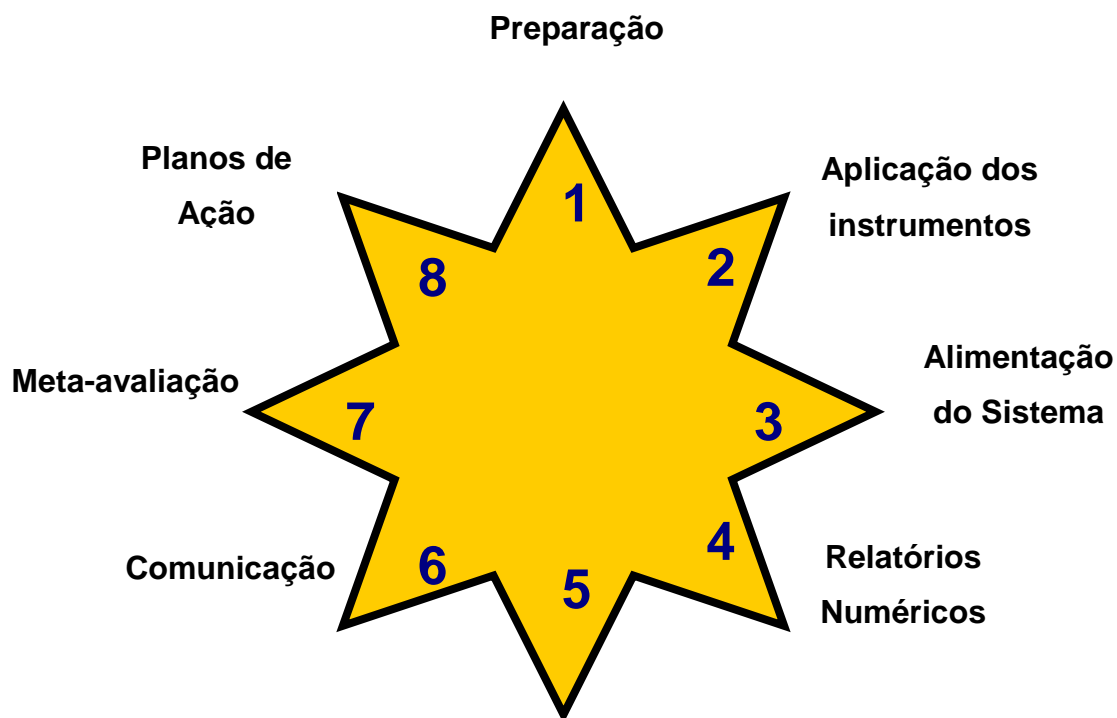 Preparação
1
Aplicação dos
instrumentos
2
Alimentação
do Sistema
3
Relatórios
Numéricos
4
5
Comunicação
6
Meta-avaliação
7
Planos de
Ação
8